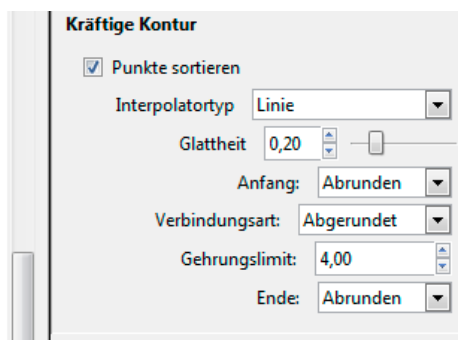 Kräftige Kontur
Punkte sortieren
Interpolatortyp Linie
Glattheit 0,20
Anfang: Abrunden
Verbindungsart: Abgerundet
Gehrungslimit: 4,00
Ende: Abrunden